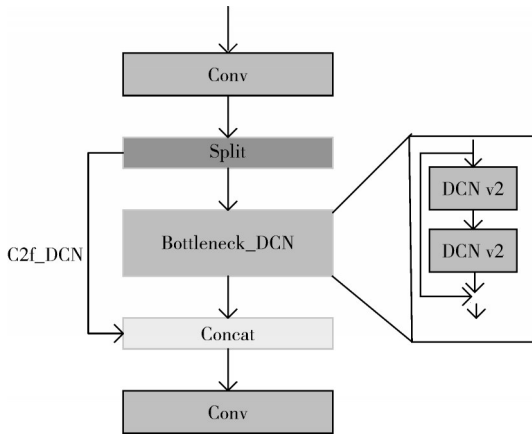 Conv
Split
DCN v2
Bottleneck_DCN
DCN v2
C2f_DCN
Concat
Conv